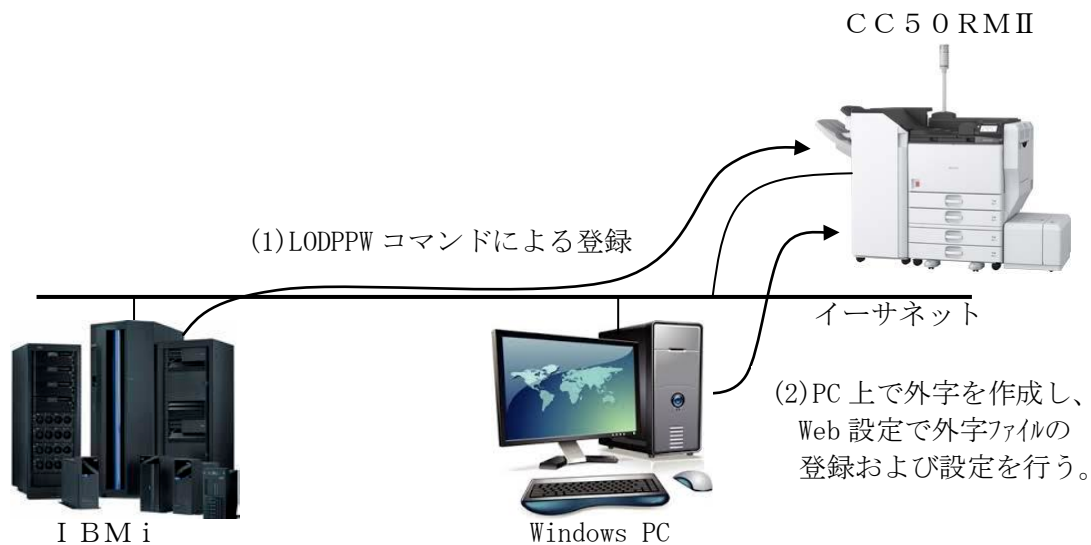 ＣＣ５０ＲＭⅡ
(1)LODPPW コマンドによる登録
イーサネット
(2)PC 上で外字を作成し、
Web 設定で外字ﾌｧｲﾙの
登録および設定を行う。
ＩＢＭｉ
Windows PC